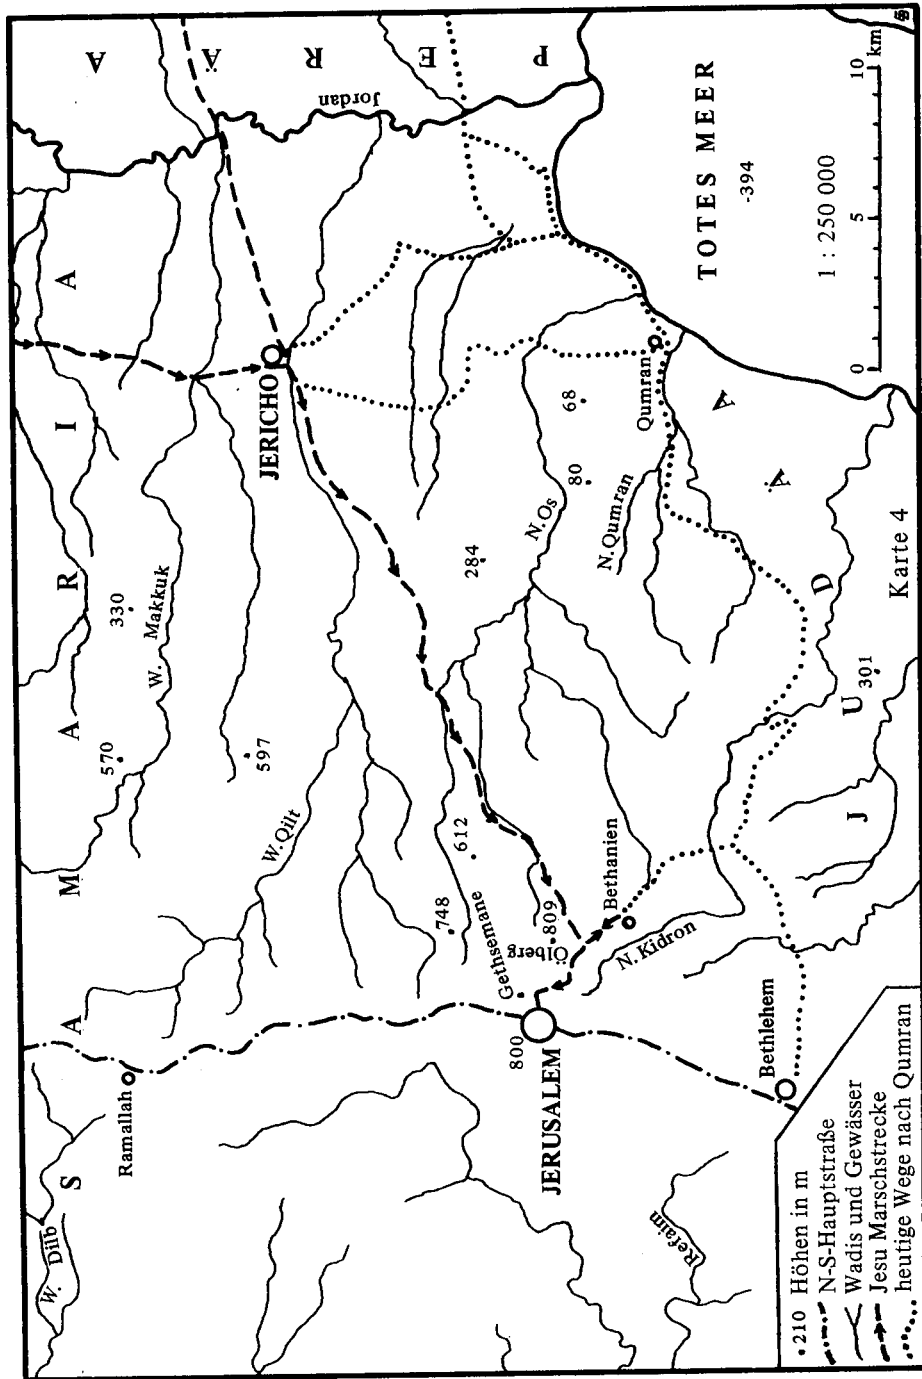 S A M A R I A
P E R Ä A
J U D Ä A
W. Dilb
Ramallah
570
330
W. Makkuk
597
W. Qilt
JERICHO
Jordan
748
612
284
N. Os
80
68
N. Qumran
Qumran
TOTES MEER
-394
800
JERUSALEM
Gethsemane
Ölberg
809
Bethanien
N. Kidron
Refaim
Bethlehem
301
1 : 250 000
0 5 10 km
Karte 4
.210 Höhen in m
N-S-Hauptstraße
Wadis und Gewässer
Jesu Marschstrecke
heutige Wege nach Qumran